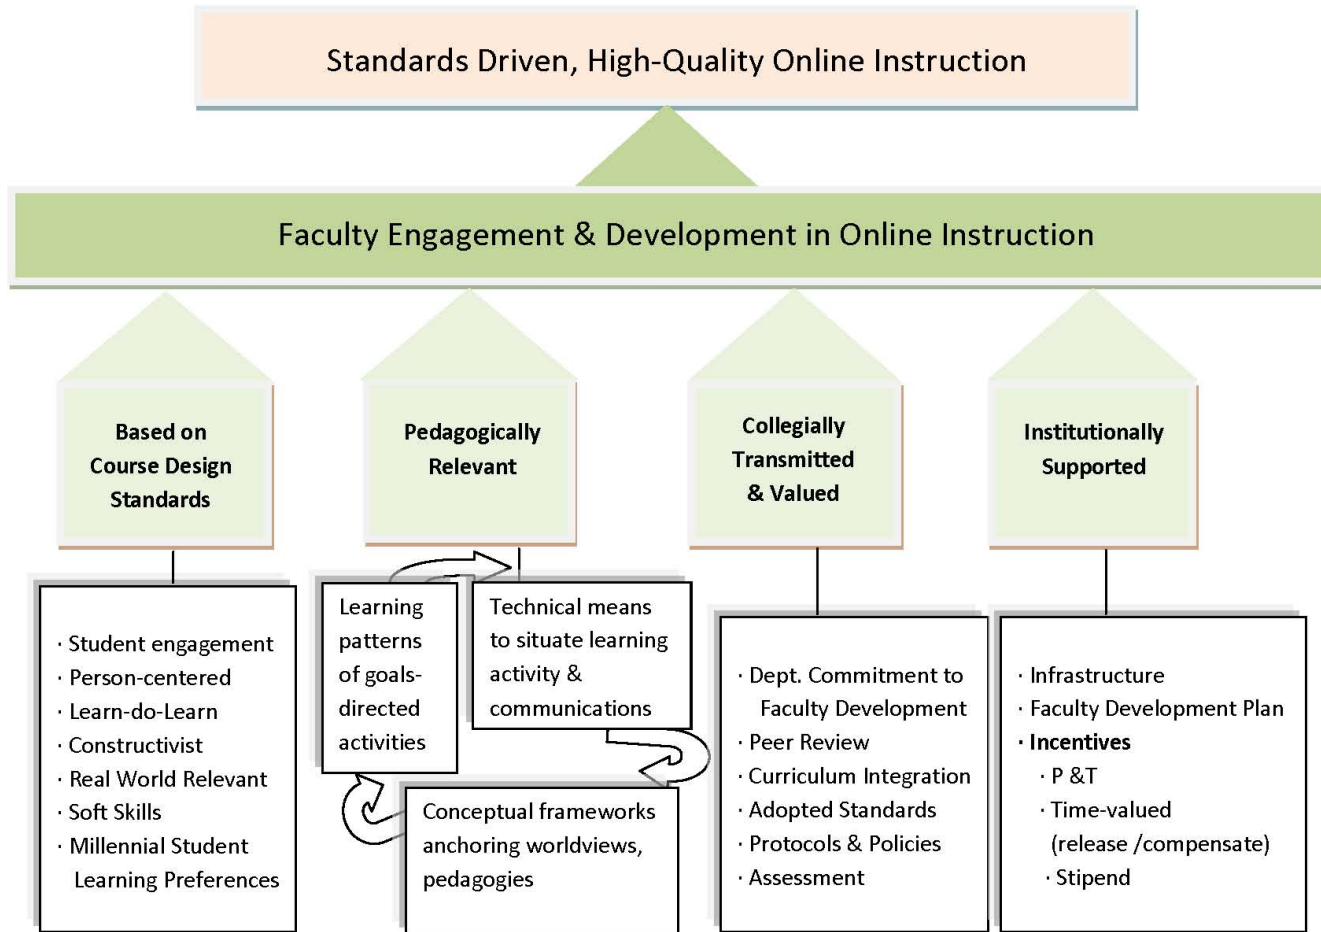 Standards Driven, High-Quality Online Instruction
Faculty Engagement & Development in Online Instruction
Based on
Course Design
Standards
Pedagogically
Relevant
Collegially
Transmitted
& Valued
Institutionally
Supported
· Student engagement
· Person-centered
· Learn-do-Learn
· Constructivist
· Real World Relevant
· Soft Skills
· Millennial Student
Learning Preferences
Learning
patterns
of goals-
directed
activities
Technical means
to situate learning
activity &
communications
Conceptual frameworks
anchoring worldviews,
pedagogies
· Dept. Commitment to
Faculty Development
· Peer Review
· Curriculum Integration
· Adopted Standards
· Protocols & Policies
· Assessment
· Infrastructure
· Faculty Development Plan
· Incentives
· P &T
· Time-valued
(release /compensate)
· Stipend